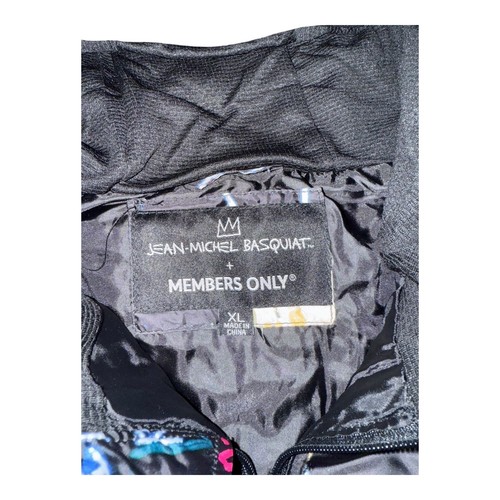 JEAN-MICHEL BASQUIAT™
+
MEMBERS ONLY®
XL
MADE IN
CHINA